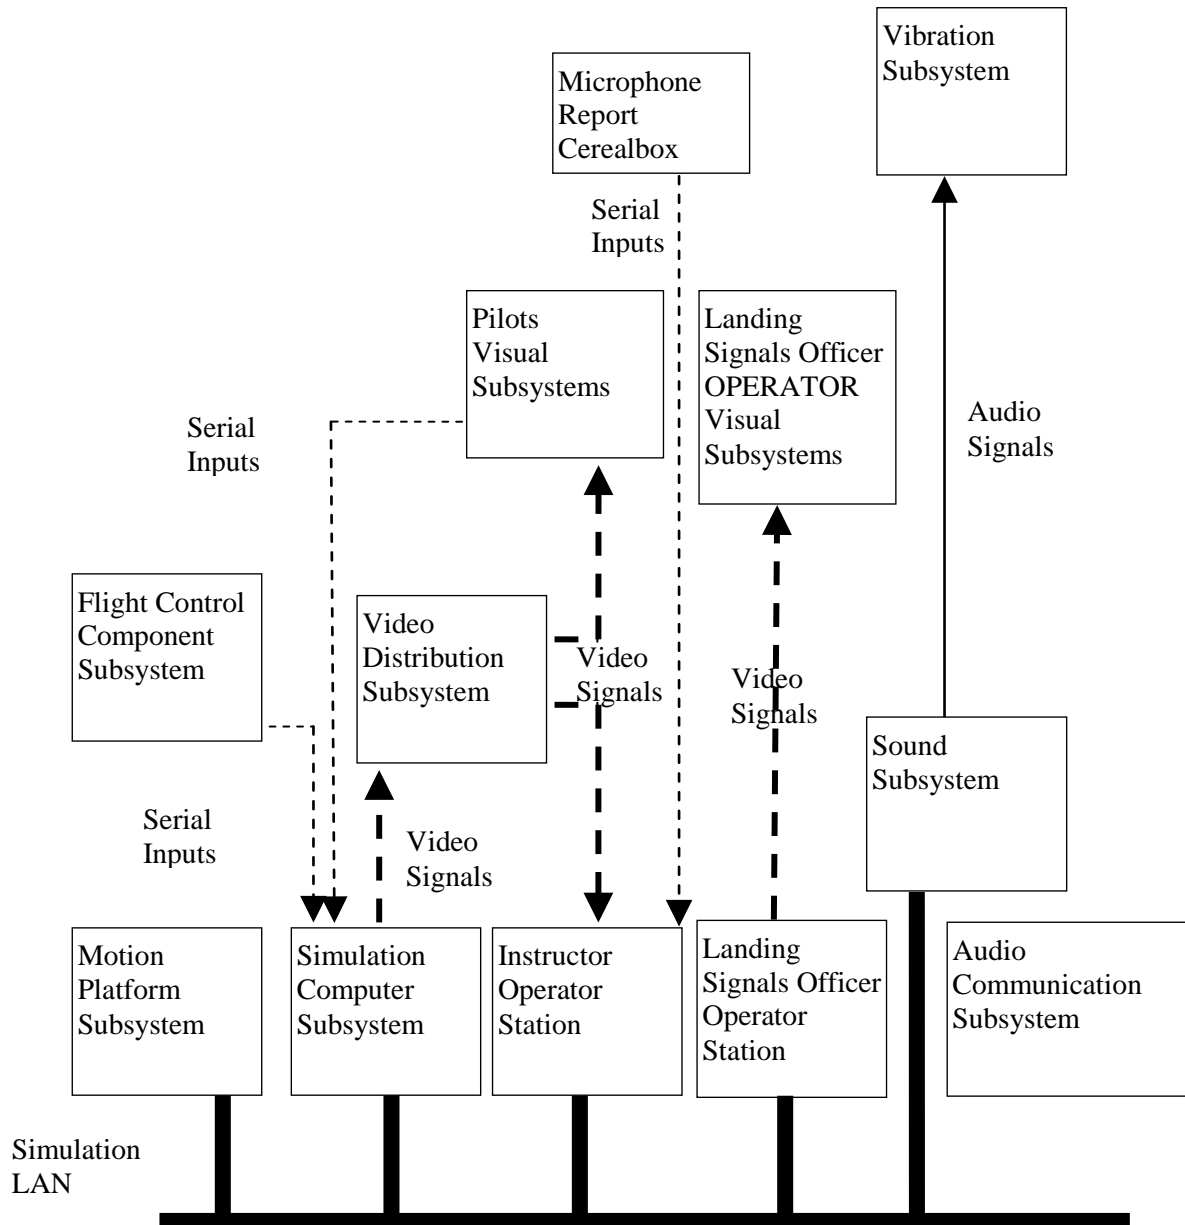 Vibration
Subsystem
Microphone
Report
Cerealbox
Serial
Inputs
Pilots
Visual
Subsystems
Landing
Signals Officer
OPERATOR
Visual
Subsystems
Audio
Signals
Serial
Inputs
Flight Control
Component
Subsystem
Video
Distribution
Subsystem
Video
Signals
Video
Signals
Sound
Subsystem
Serial
Inputs
Video
Signals
Motion
Platform
Subsystem
Simulation
Computer
Subsystem
Instructor
Operator
Station
Landing
Signals Officer
Operator
Station
Audio
Communication
Subsystem
Simulation
LAN